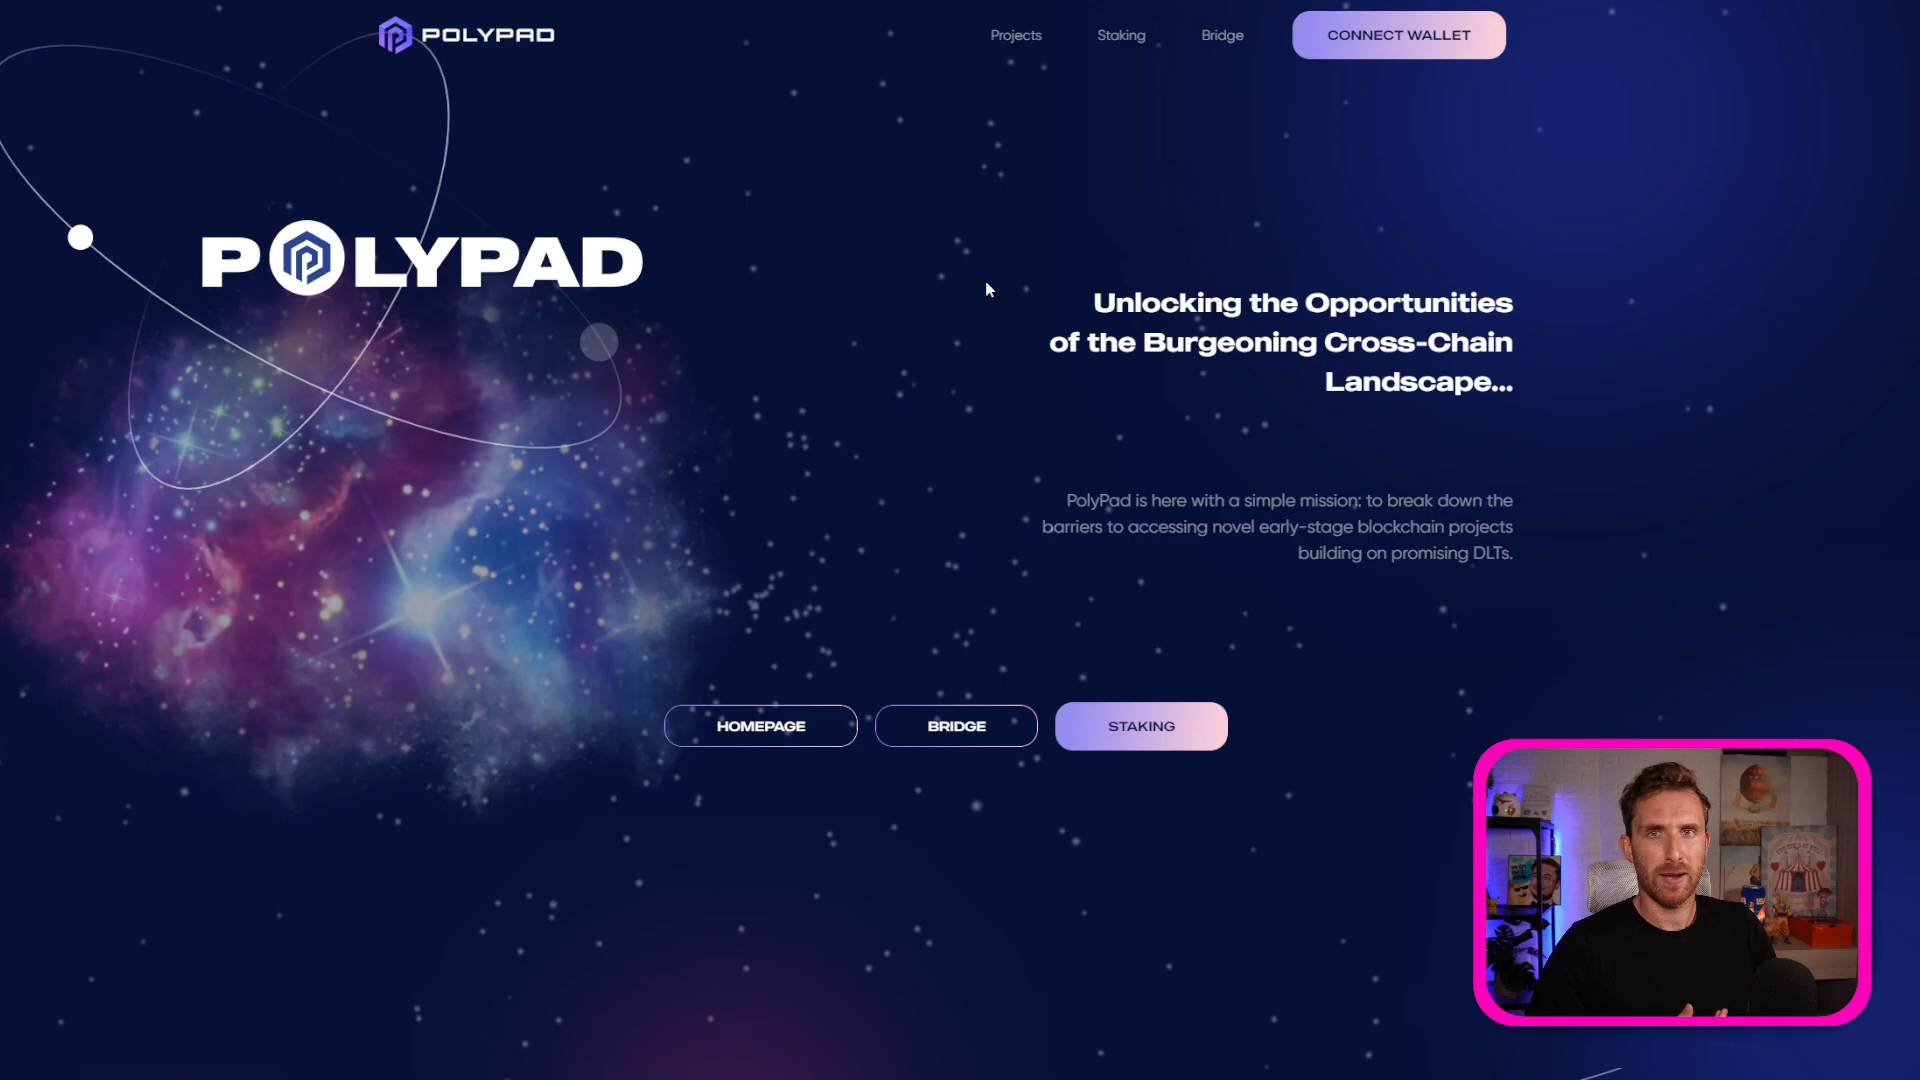 POLYPAD
Projects
Staking
Bridge
CONNECT WALLET
POLYPAD
Unlocking the Opportunities
of the Burgeoning Cross-Chain
Landscape...
PolyPad is here with a simple mission: to break down the
barriers to accessing novel early-stage blockchain projects
building on promising DLTs.
HOMEPAGE
BRIDGE
STAKING